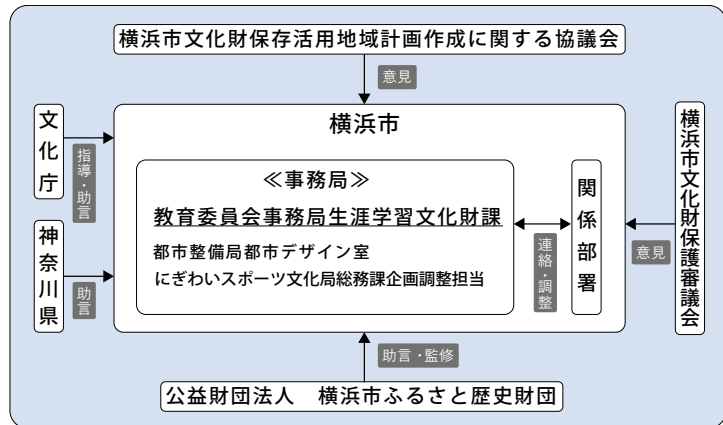 横浜市文化財保存活用地域計画作成に関する協議会
意見
文化庁
指導・助言
神奈川県
助言
横浜市
≪事務局≫
教育委員会事務局生涯学習文化財課
都市整備局都市デザイン室
にぎわいスポーツ文化局総務課企画調整担当
連絡・調整
関係部署
意見
横浜市文化財保護審議会
助言・監修
公益財団法人　横浜市ふるさと歴史財団